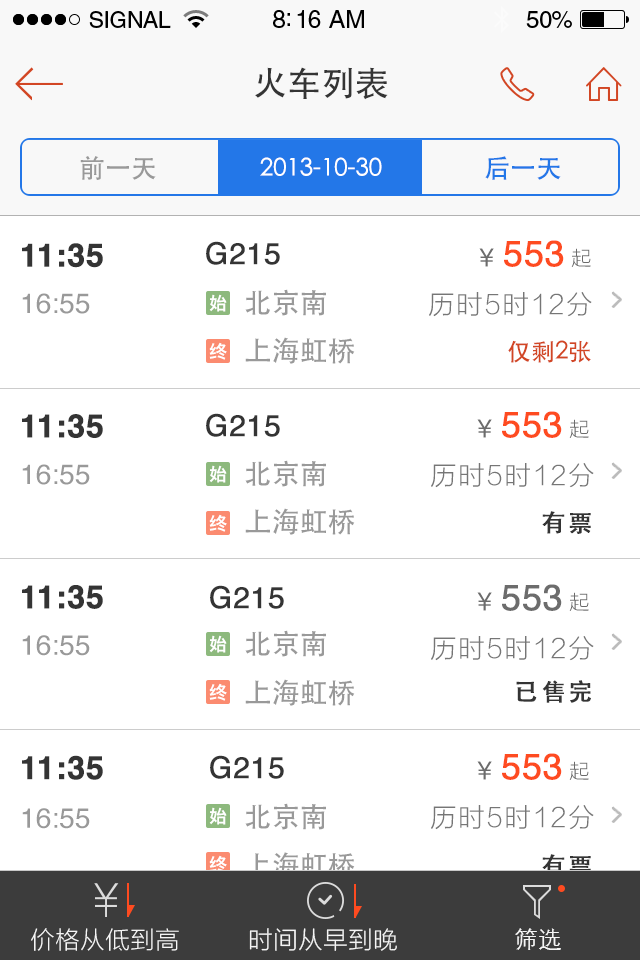 SIGNAL 8:16 AM 50%
火车列表
前一天 2013-10-30 后一天
11:35 G215 ¥ 553 起
16:55 始 北京南 历时5时12分
终 上海虹桥 仅剩2张
11:35 G215 ¥ 553 起
16:55 始 北京南 历时5时12分
终 上海虹桥 有票
11:35 G215 ¥ 553 起
16:55 始 北京南 历时5时12分
终 上海虹桥 已售完
11:35 G215 ¥ 553 起
16:55 始 北京南 历时5时12分
终 上海虹桥 有票
¥
价格从低到高 时间从早到晚 筛选